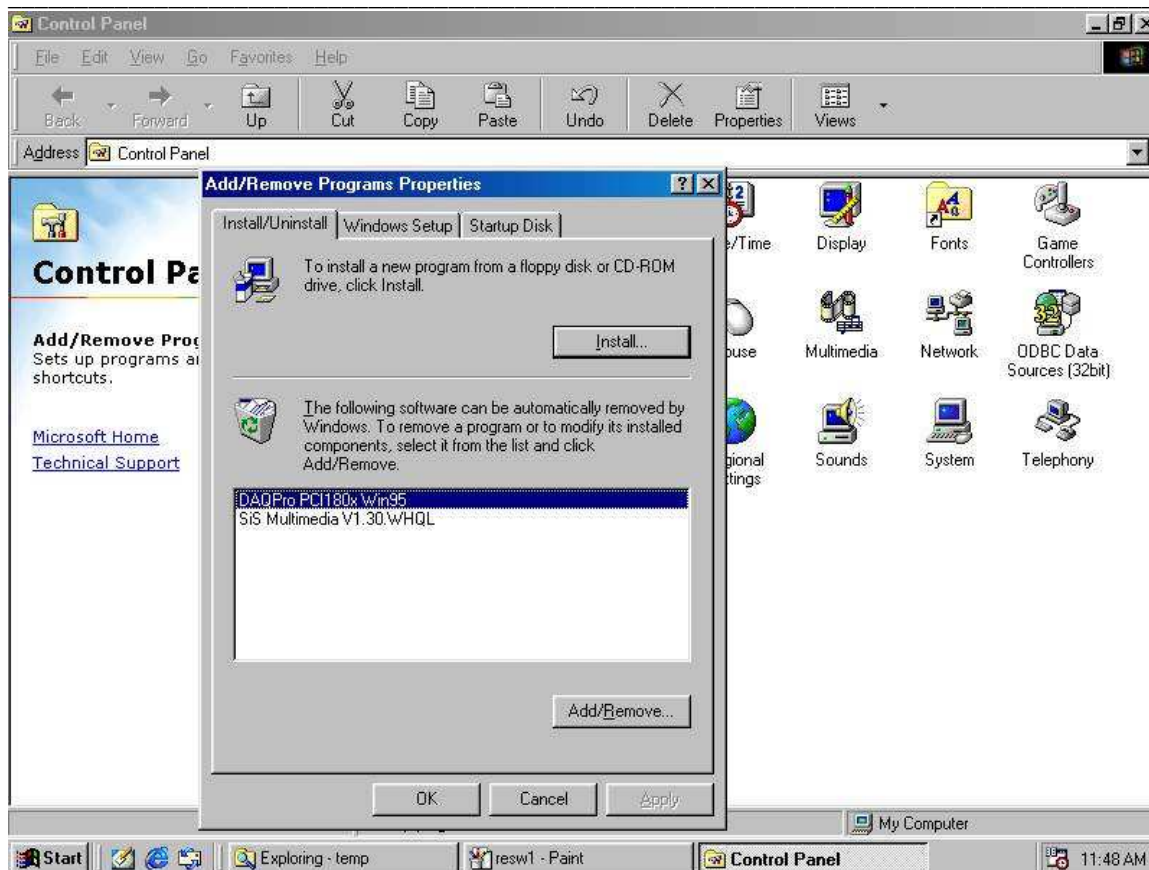 Control Panel
File Edit View Go Favorites Help
Back Forward Up Cut Copy Paste Undo Delete Properties Views
Address Control Panel
Control Pa
Add/Remove Prog
Sets up programs a
shortcuts.
Microsoft Home
Technical Support
Add/Remove Programs Properties
Install/Uninstall Windows Setup Startup Disk
To install a new program from a floppy disk or CD-ROM
drive, click Install.
Install...
The following software can be automatically removed by
Windows. To remove a program or to modify its installed
components, select it from the list and click
Add/Remove.
DAQPro PCI180x Win95
SiS Multimedia V1.30.WHQL
Add/Remove...
OK Cancel Apply
e/Time Display Fonts Game
Controllers
ouse Multimedia Network ODBC Data
Sources (32bit)
gional Sounds System Telephony
ttings
My Computer
Start Exploring - temp resw1 - Paint Control Panel 11:48 AM